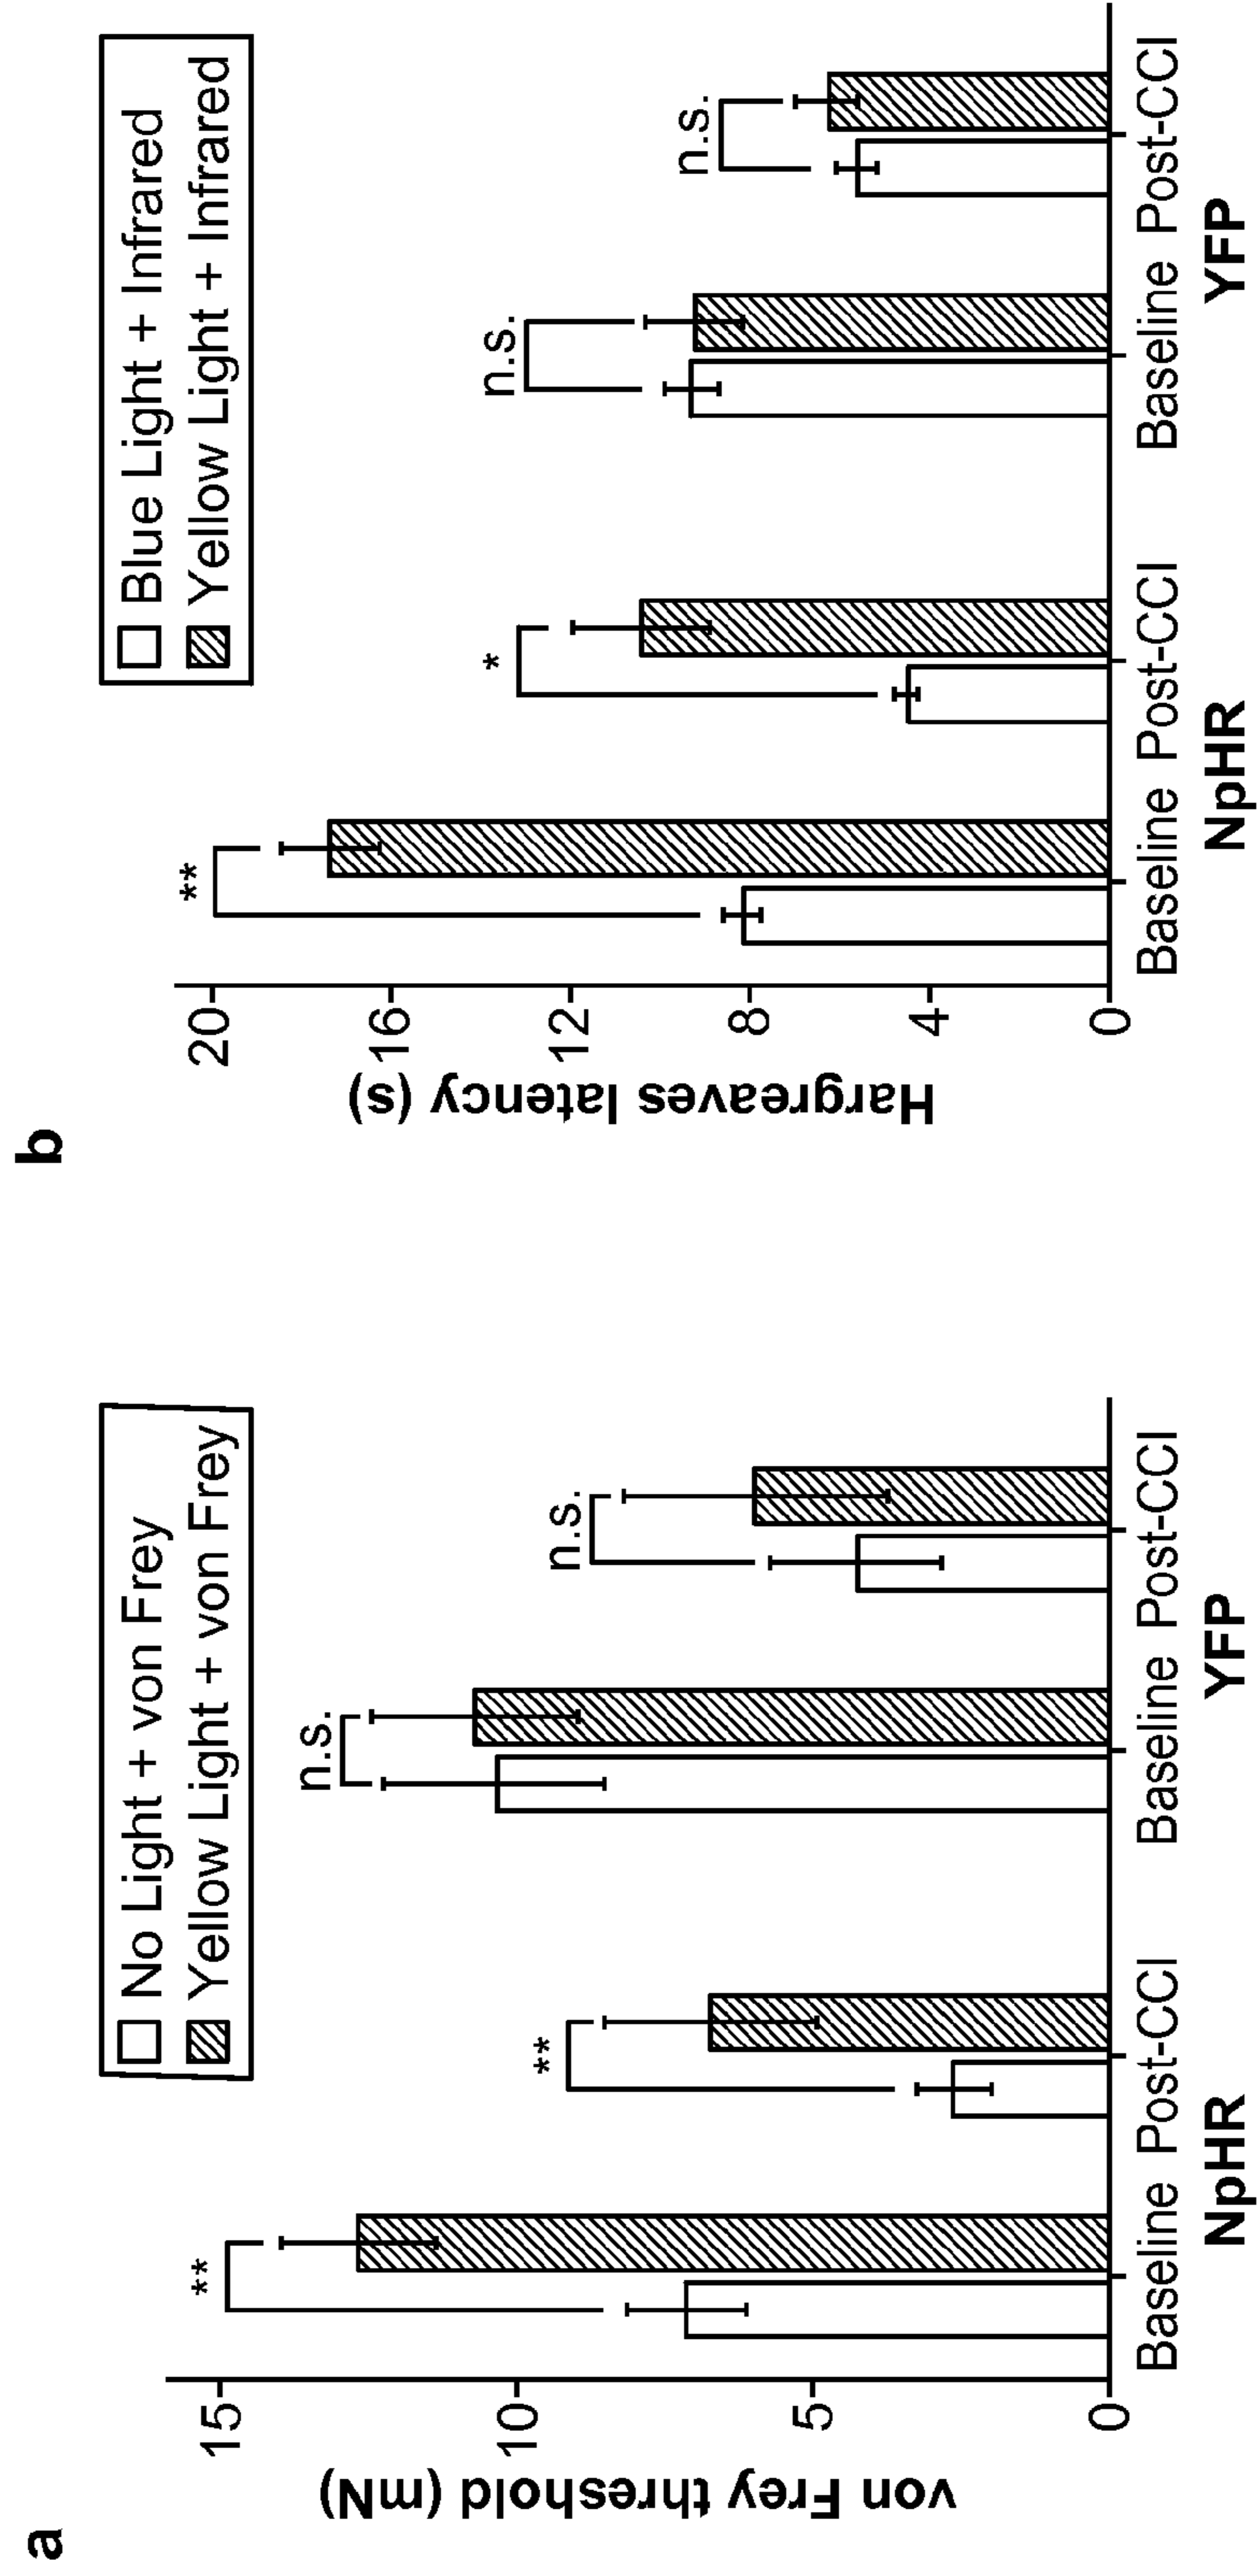 a
No Light + von Frey
Yellow Light + von Frey
von Frey threshold (mN)
15
10
5
0
**
**
n.s.
n.s.
Baseline Post-CCI Baseline Post-CCI
NpHR YFP
b
Blue Light + Infrared
Yellow Light + Infrared
Hargreaves latency (s)
20
16
12
8
4
0
**
*
n.s.
n.s.
Baseline Post-CCI Baseline Post-CCI
NpHR YFP